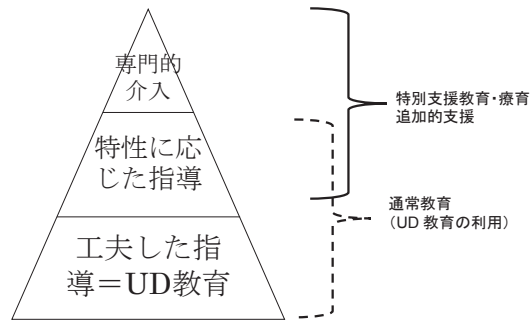 専門的
介入
特性に応
じた指導
工夫した指
導＝UD教育
特別支援教育・療育
追加的支援
通常教育
（UD 教育の利用）